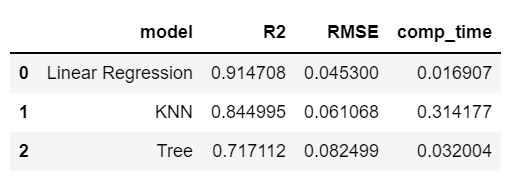 model R2 RMSE comp_time
0 Linear Regression 0.914708 0.045300 0.016907
1 KNN 0.844995 0.061068 0.314177
2 Tree 0.717112 0.082499 0.032004